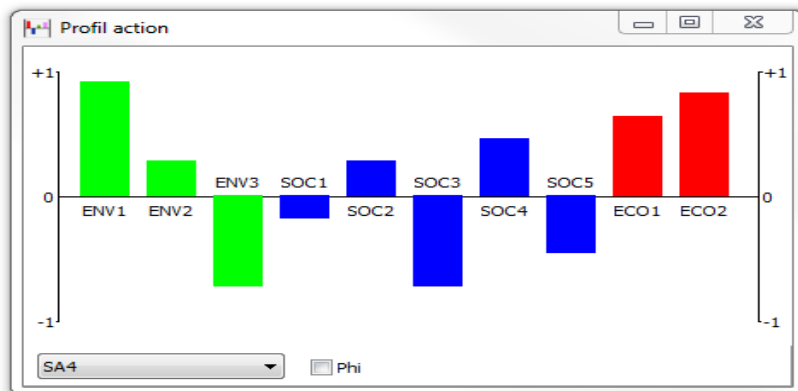 Profil action
+1 +1
ENV3 SOC1 SOC3 SOC5
0 0
ENV1 ENV2 SOC2 SOC4 ECO1 ECO2
-1 -1
SA4 Phi